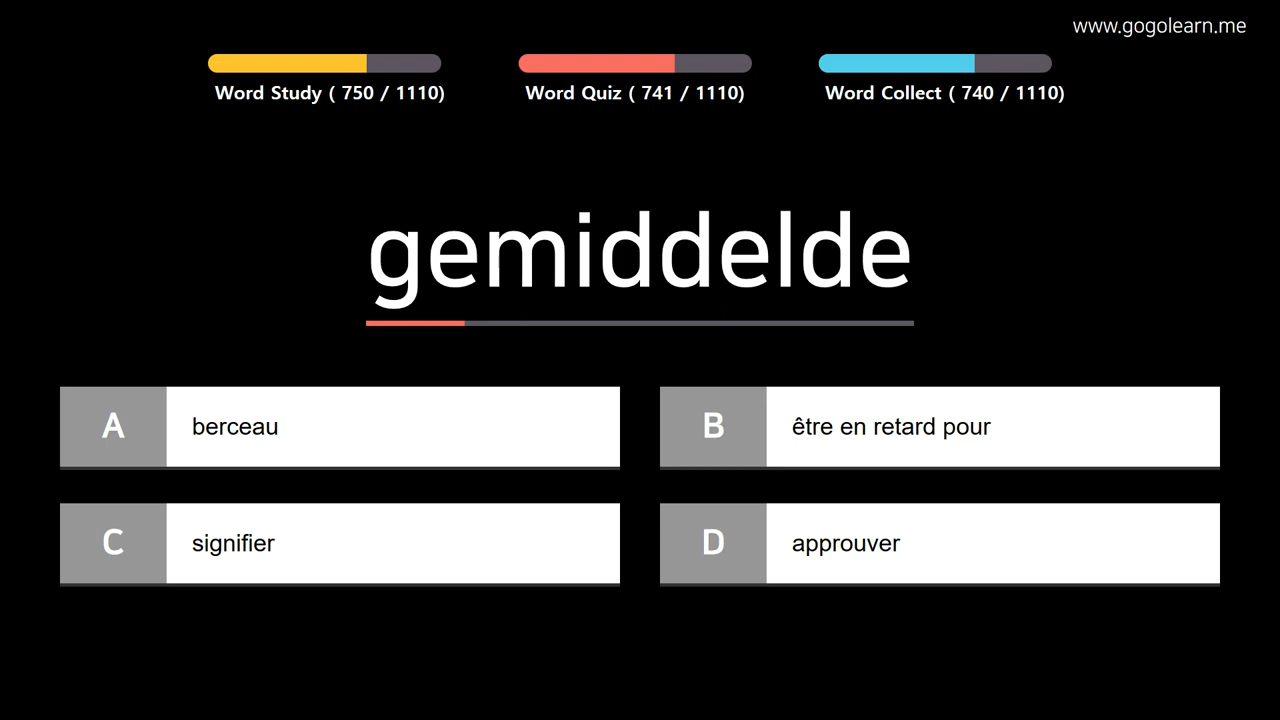 www.gogolearn.me
Word Study ( 750 / 1110)
Word Quiz ( 741 / 1110)
Word Collect ( 740 / 1110)
gemiddelde
A berceau
B être en retard pour
C signifier
D approuver